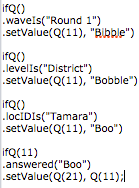 ifQ()
.waveIs("Round 1")
.setValue(Q(11), "Bibble")
ifQ()
.levelIs("District")
.setValue(Q(11), "Bobble")
ifQ()
.locIDIs("Tamara")
.setValue(Q(11), "Boo")
ifQ(11)
.answered("Boo")
.setValue(Q(21), Q(11);